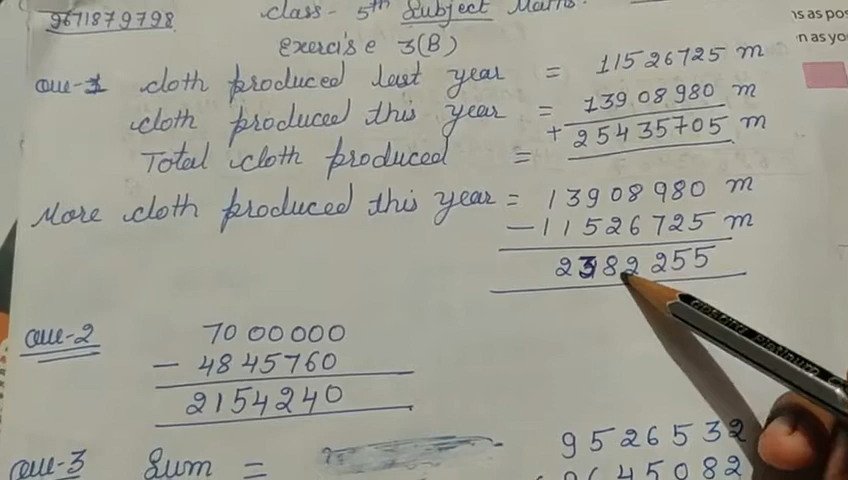 9671879798
class - 5th Subject Maths.
Exercise 3(B)
Que-1 cloth produced last year = 11526725 m
cloth produced this year = 13908980 m
Total cloth produced = + 25435705 m
More cloth produced this year = 13908980 m
- 11526725 m
2382255
Que-2 7000000
- 4845760
2154240
Que-3 Sum =
9526532
645082